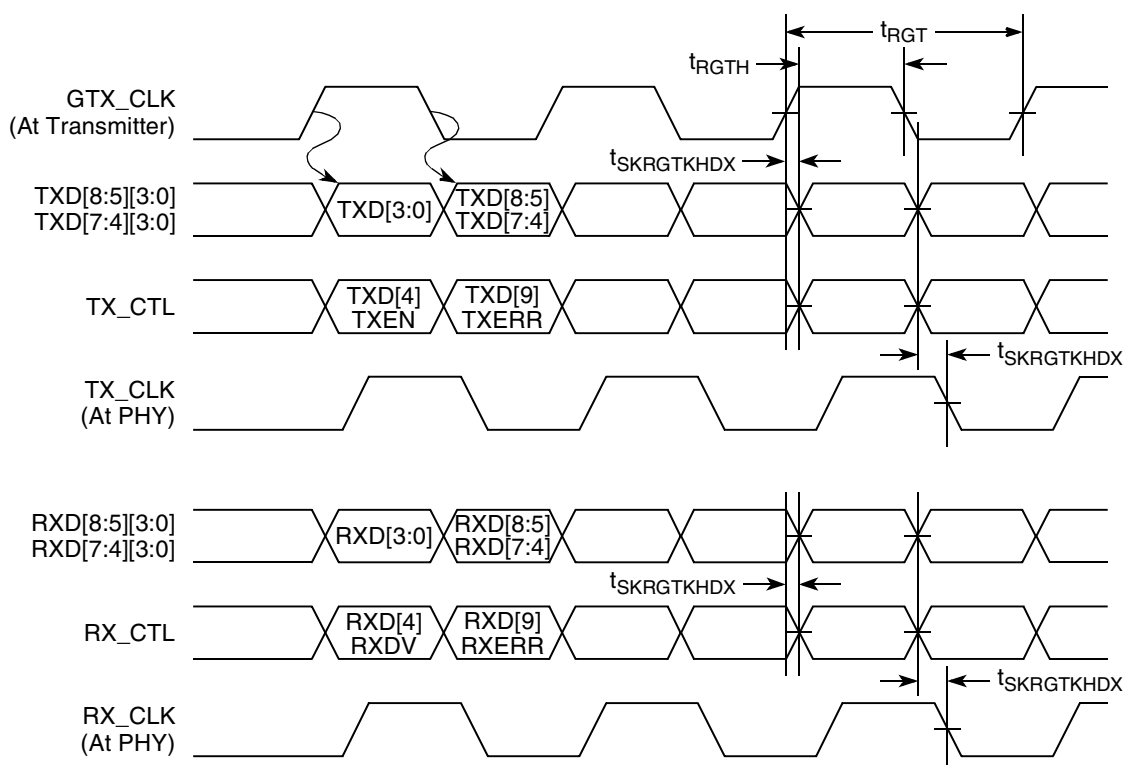 tRGT
tRGTH
GTX_CLK
(At Transmitter)
tSKRGTKHDX
TXD[8:5][3:0]
TXD[7:4][3:0]
TXD[3:0]
TXD[8:5]
TXD[7:4]
TX_CTL
TXD[4]
TXEN
TXD[9]
TXERR
tSKRGTKHDX
TX_CLK
(At PHY)
RXD[8:5][3:0]
RXD[7:4][3:0]
RXD[3:0]
RXD[8:5]
RXD[7:4]
tSKRGTKHDX
RX_CTL
RXD[4]
RXDV
RXD[9]
RXERR
tSKRGTKHDX
RX_CLK
(At PHY)